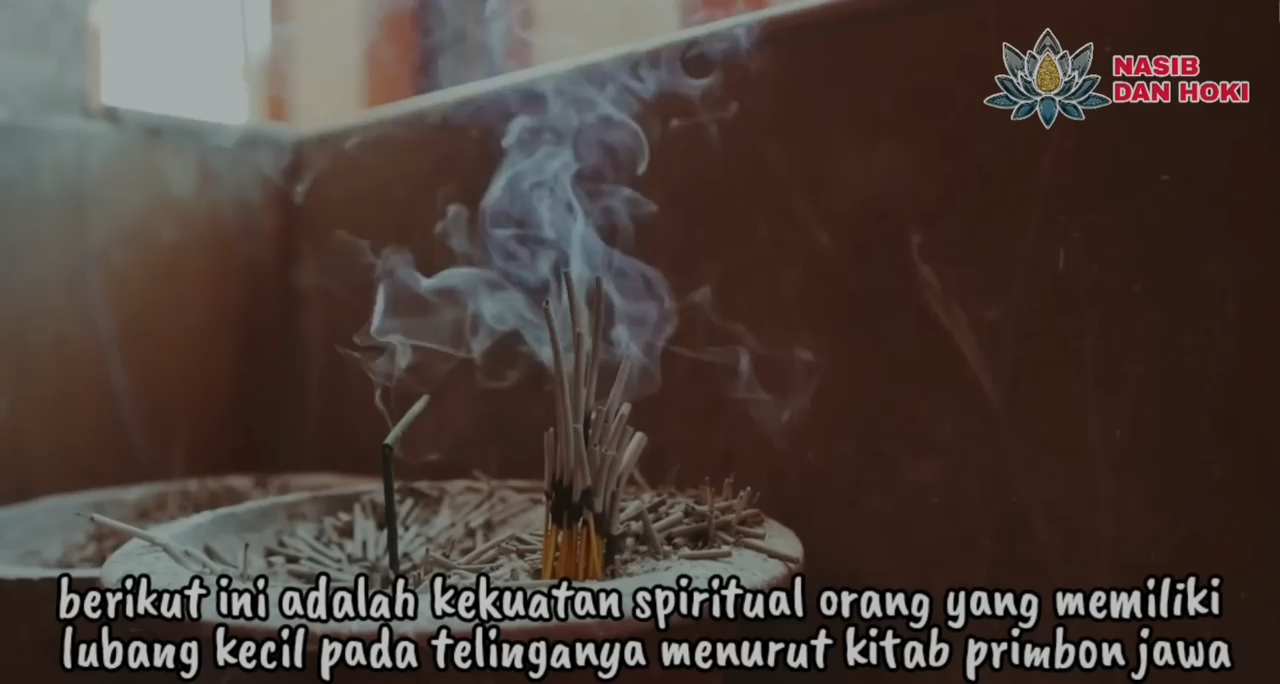 NASIB
DAN HOKI
berikut ini adalah kekuatan spiritual orang yang memiliki
lubang kecil pada telinganya menurut kitab primbon jawa